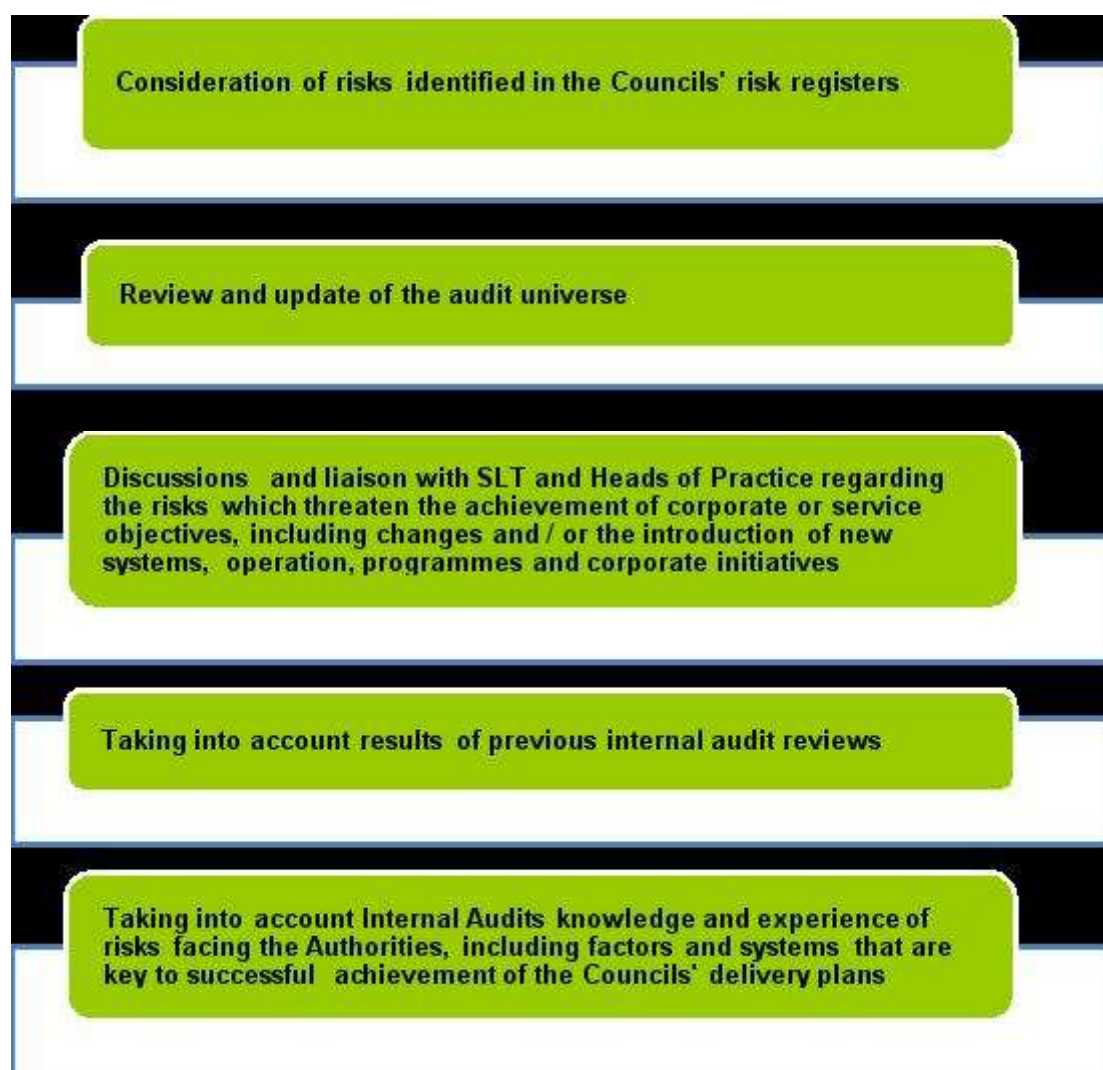 Consideration of risks identified in the Councils' risk registers
Review and update of the audit universe
Discussions and liaison with SLT and Heads of Practice regarding
the risks which threaten the achievement of corporate or service
objectives, including changes and / or the introduction of new
systems, operation, programmes and corporate initiatives
Taking into account results of previous internal audit reviews
Taking into account Internal Audits knowledge and experience of
risks facing the Authorities, including factors and systems that are
key to successful achievement of the Councils' delivery plans